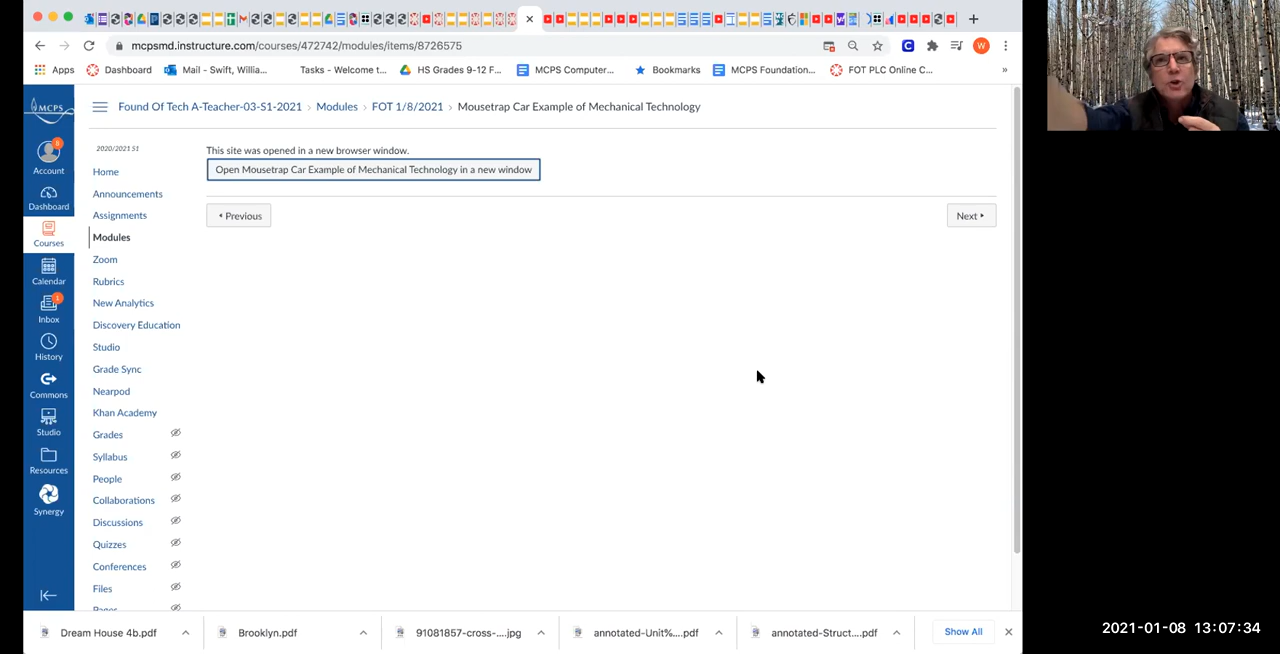 mcpsmd.instructure.com/courses/472742/modules/items/8726575
W
Apps Dashboard Mail - Swift, Willia... Tasks - Welcome t... HS Grades 9-12 F... MCPS Computer... Bookmarks MCPS Foundation... FOT PLC Online C... »
MCPS
Found Of Tech A-Teacher-03-S1-2021 › Modules › FOT 1/8/2021 › Mousetrap Car Example of Mechanical Technology
8
Account
Dashboard
Courses
Calendar
1
Inbox
History
Commons
Studio
Resources
Synergy
2020/2021 S1
Home
Announcements
Assignments
Modules
Zoom
Rubrics
New Analytics
Discovery Education
Studio
Grade Sync
Nearpod
Khan Academy
Grades
Syllabus
People
Collaborations
Discussions
Quizzes
Conferences
Files
Pages
This site was opened in a new browser window.
Open Mousetrap Car Example of Mechanical Technology in a new window
Previous
Next
Dream House 4b.pdf Brooklyn.pdf 91081857-cross-....jpg annotated-Unit%....pdf annotated-Struct....pdf Show All
2021-01-08 13:07:34